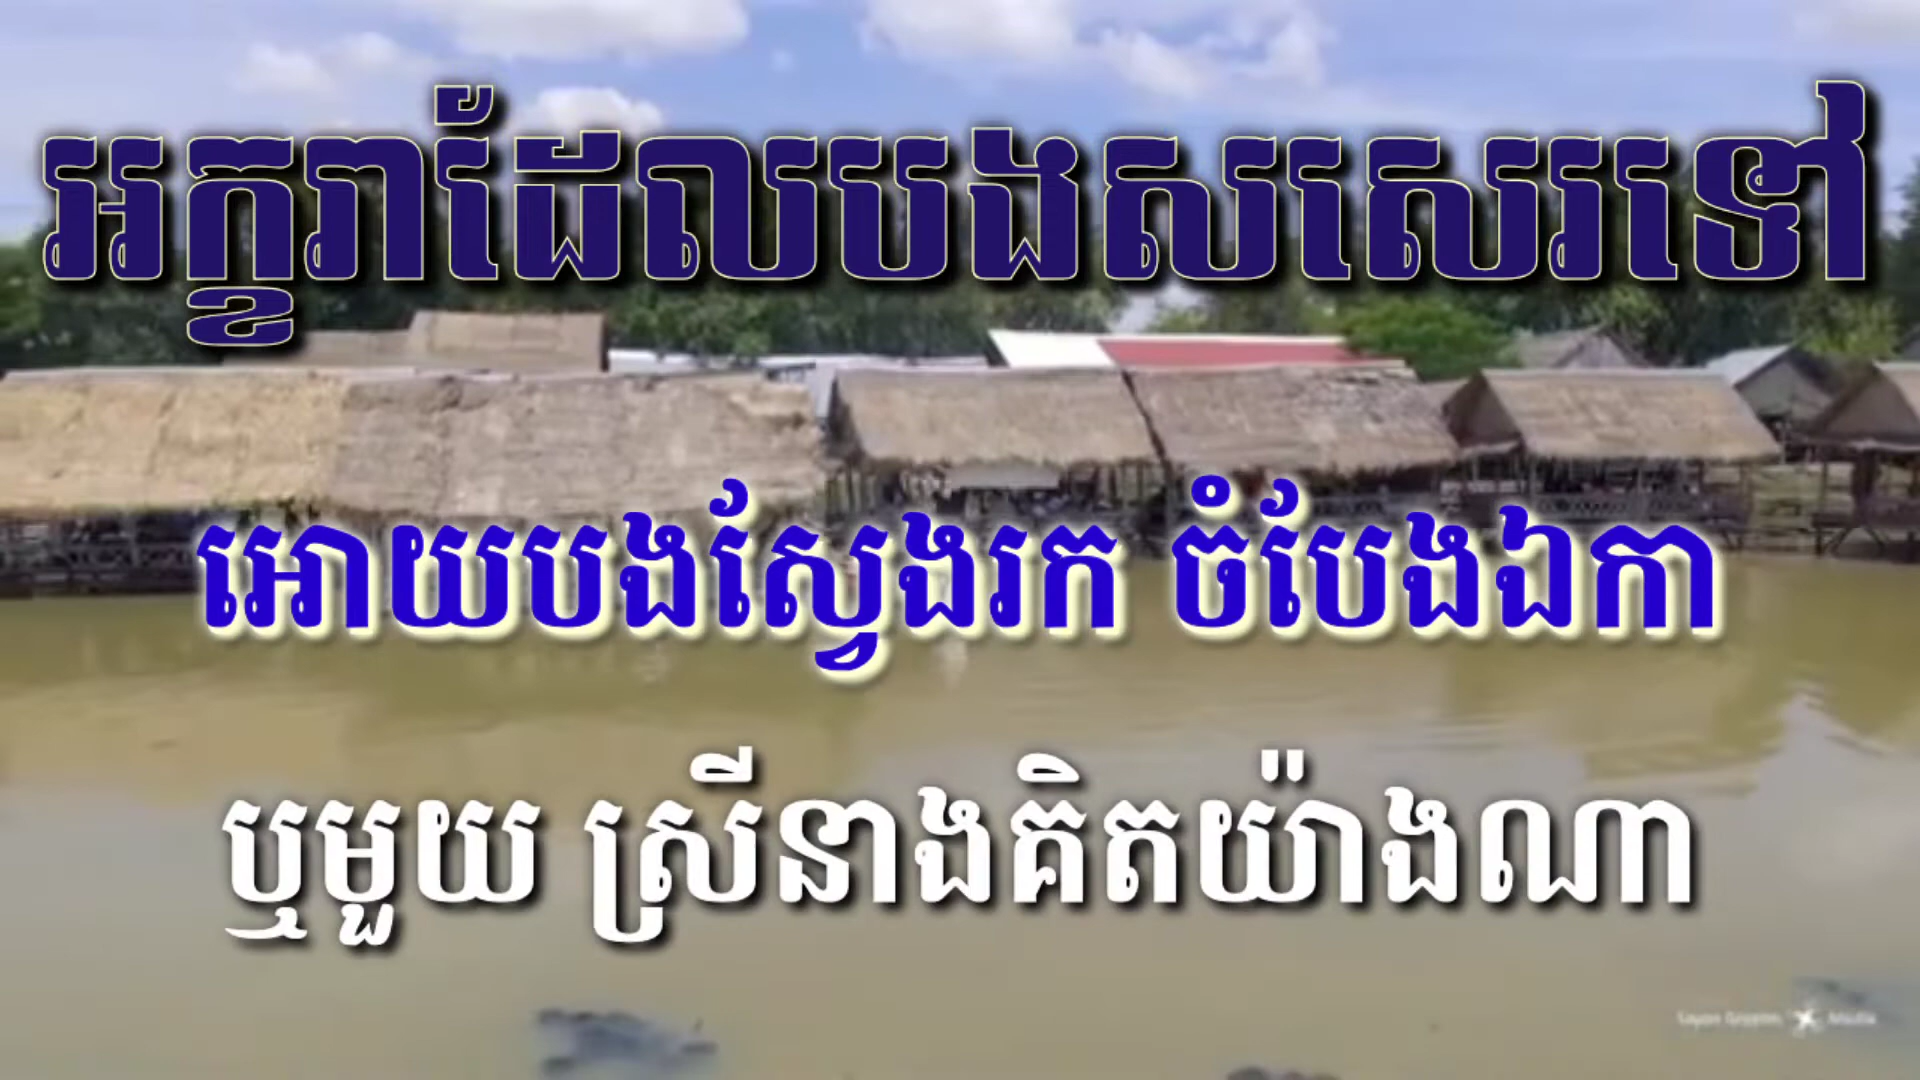 អក្ខរាដែលបងសសេរទៅ
អោយបងស្វែងរក ចំបែងឯកា
ឬមួយ ស្រីនាងគិតយ៉ាងណា